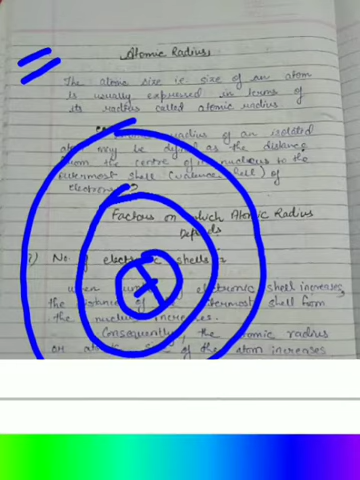 Atomic Radius
The atomic size i.e size of an atom
is usually expressed in terms of
its radius called atomic radius
radius of an isolated
atom may be defined as the distance
from the centre of nucleus to the
outermost shell (valence shell) of
electrons
Factors on which Atomic Radius
Depends
No. of electronic shells
when electronic shell increases,
the distance of outermost shell from
the nucleus increases.
Consequently, the atomic radius
or of the atom increases